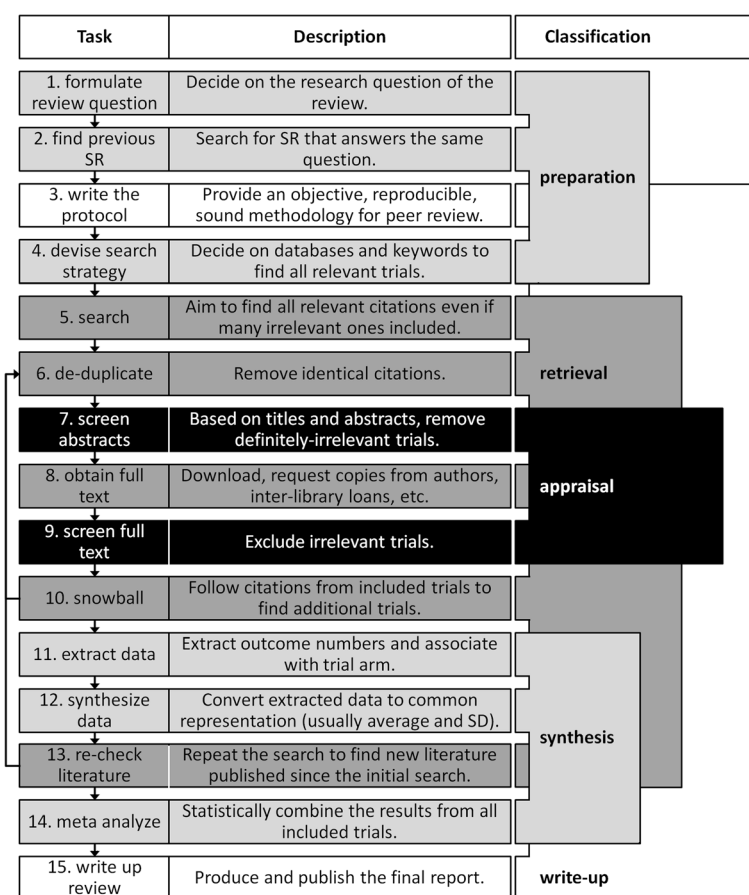 Task Description Classification
1. formulate
review question
Decide on the research question of the
review.
2. find previous
SR
Search for SR that answers the same
question.
3. write the
protocol
Provide an objective, reproducible,
sound methodology for peer review.
preparation
4. devise search
strategy
Decide on databases and keywords to
find all relevant trials.
5. search
Aim to find all relevant citations even if
many irrelevant ones included.
6. de-duplicate
Remove identical citations.
retrieval
7. screen
abstracts
Based on titles and abstracts, remove
definitely-irrelevant trials.
8. obtain full
text
Download, request copies from authors,
inter-library loans, etc.
appraisal
9. screen full
text
Exclude irrelevant trials.
10. snowball
Follow citations from included trials to
find additional trials.
11. extract data
Extract outcome numbers and associate
with trial arm.
12. synthesize
data
Convert extracted data to common
representation (usually average and SD).
synthesis
13. re-check
literature
Repeat the search to find new literature
published since the initial search.
14. meta analyze
Statistically combine the results from all
included trials.
15. write up
review
Produce and publish the final report.
write-up